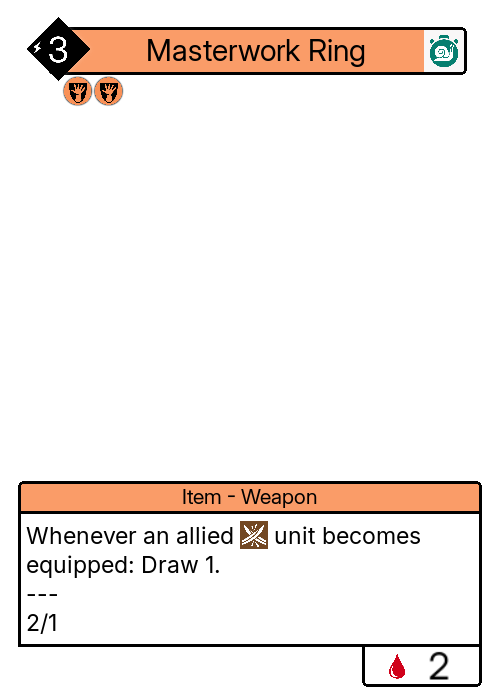 3
Masterwork Ring
Item - Weapon
Whenever an allied unit becomes
equipped: Draw 1.
---
2/1
2